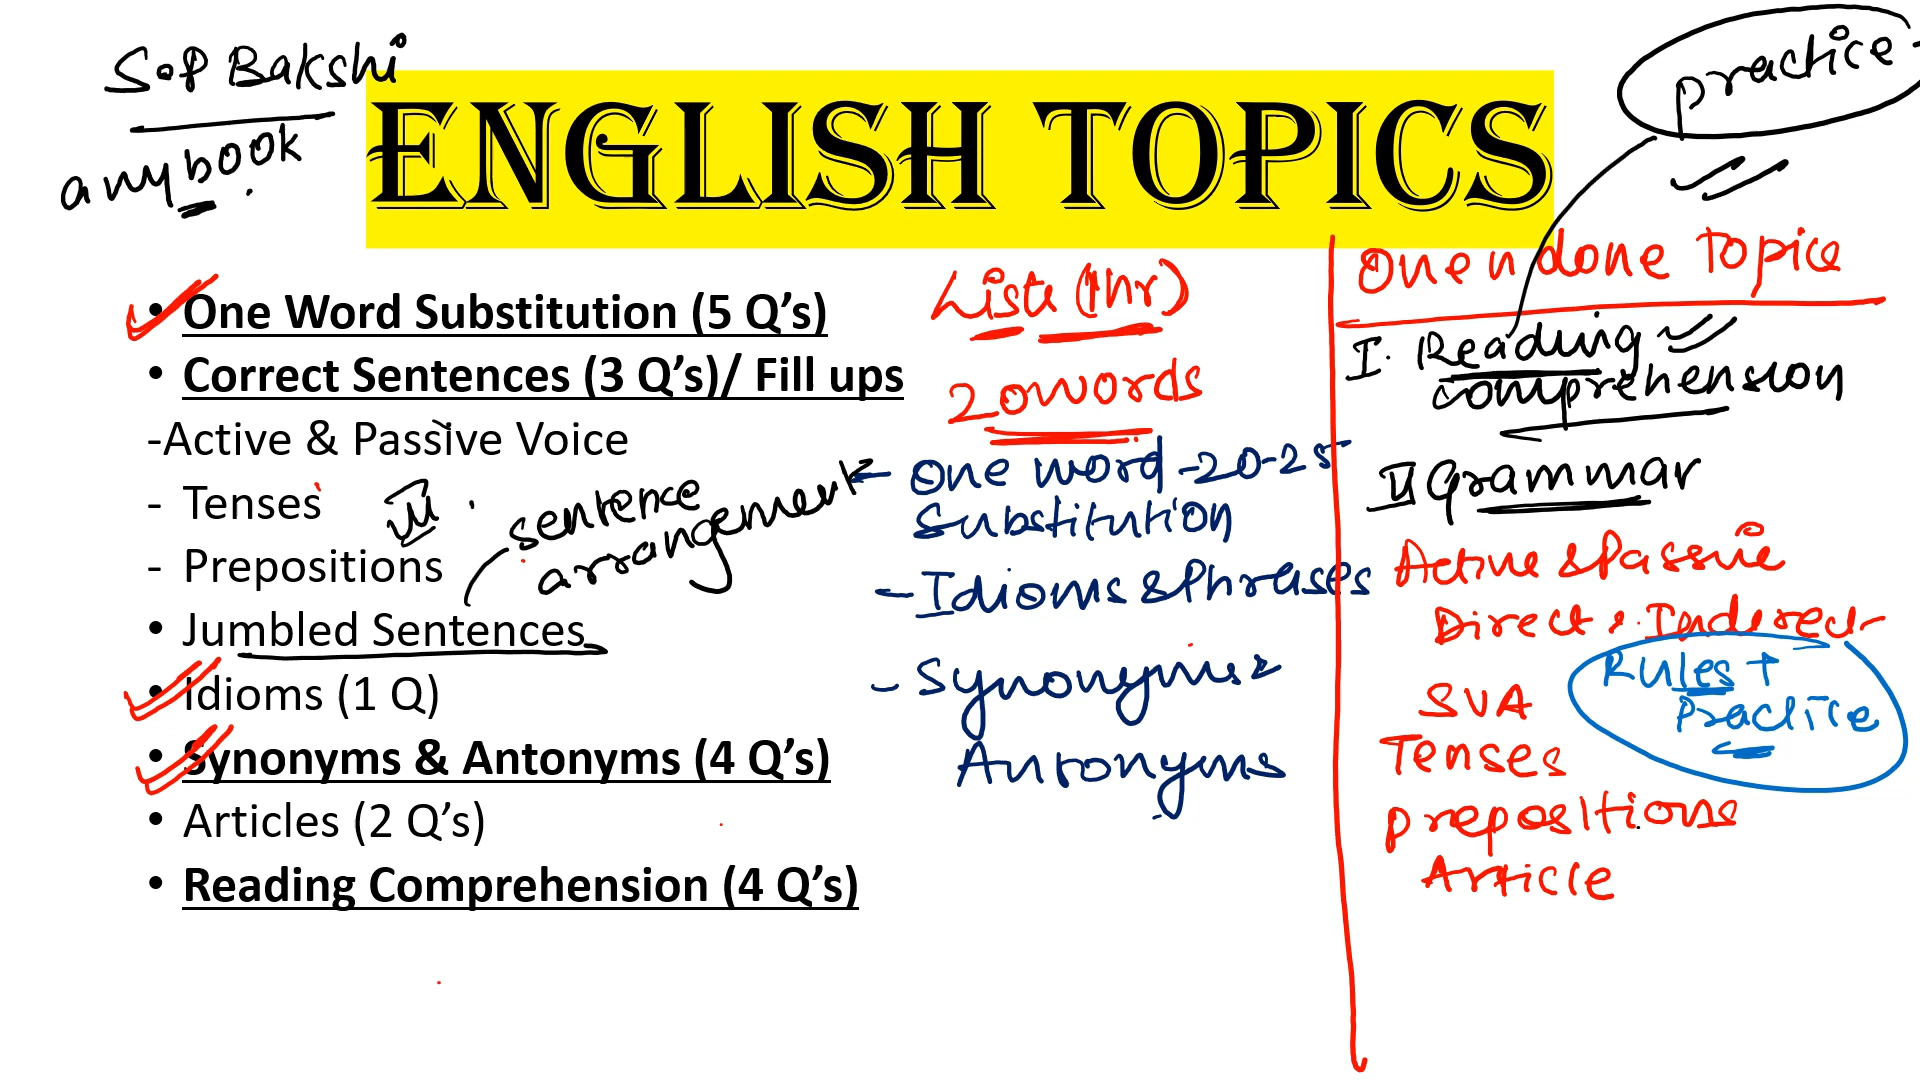 S.P Bakshi
any book
practice
ENGLISH TOPICS
• One Word Substitution (5 Q's)
• Correct Sentences (3 Q's)/ Fill ups
-Active & Passive Voice
- Tenses
- Prepositions
• Jumbled Sentences
• Idioms (1 Q)
• Synonyms & Antonyms (4 Q's)
• Articles (2 Q's)
• Reading Comprehension (4 Q's)
III.
sentence
arrangement
Lists (1hr)
20 words
- One word - 20-25
Substitution
- Idioms & Phrases
- Synonyms &
Antonyms
One n done Topics
I. Reading
comprehension
II Grammar
Active & Passive
Direct & Indirect
Rules +
Practice
SVA
Tenses
prepositions
Article